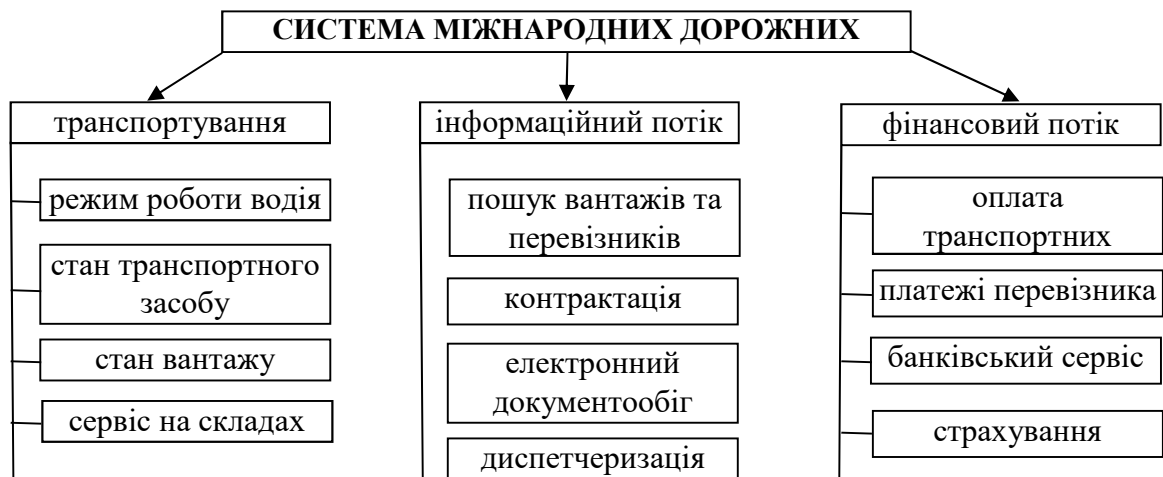 СИСТЕМА МІЖНАРОДНИХ ДОРОЖНИХ
транспортування
режим роботи водія
стан транспортного
засобу
стан вантажу
сервіс на складах
інформаційний потік
пошук вантажів та
перевізників
контрактація
електронний
документообіг
диспетчеризація
фінансовий потік
оплата
транспортних
платежі перевізника
банківський сервіс
страхування